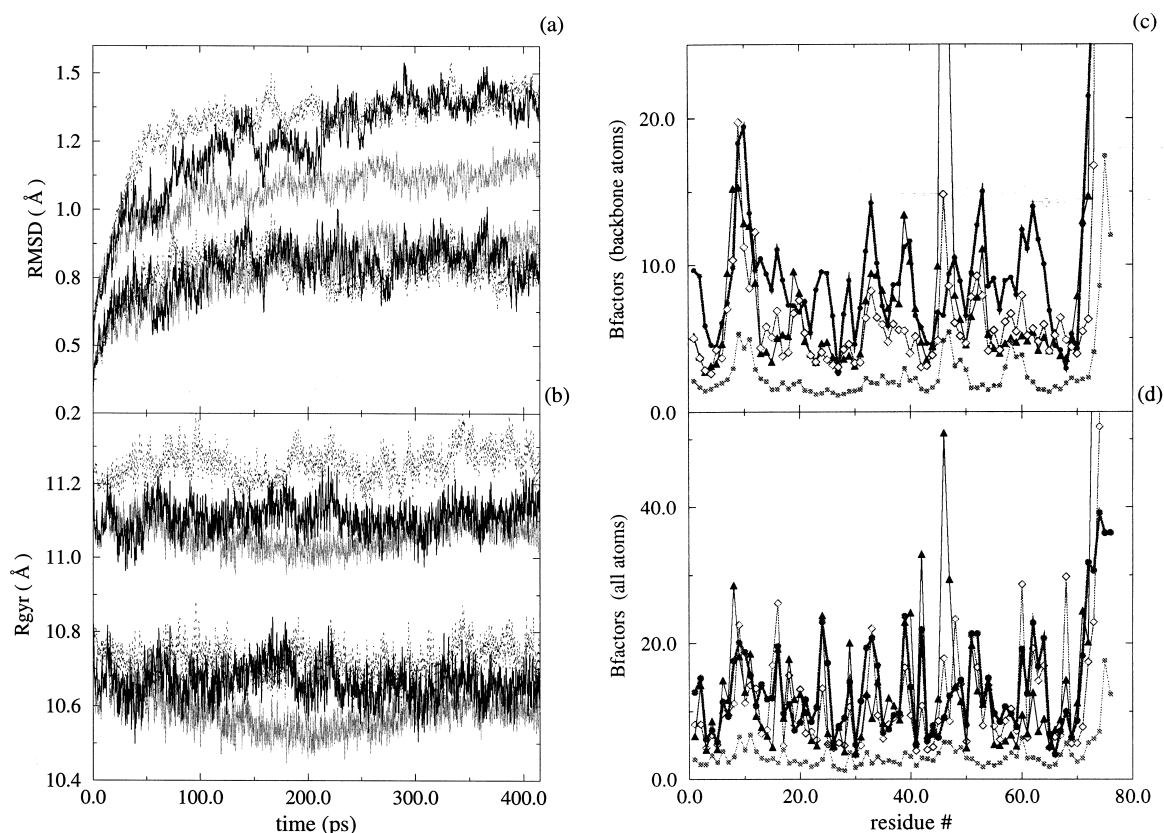 (a)
1.5
1.2
1.0
0.8
0.5
0.2
RMSD ( Å )
(b)
11.2
11.0
10.8
10.6
10.4
Rgyr ( Å )
0.0 100.0 200.0 300.0 400.0
time (ps)
(c)
20.0
10.0
0.0
Bfactors (backbone atoms)
(d)
40.0
20.0
0.0
Bfactors (all atoms)
0.0 20.0 40.0 60.0 80.0
residue #